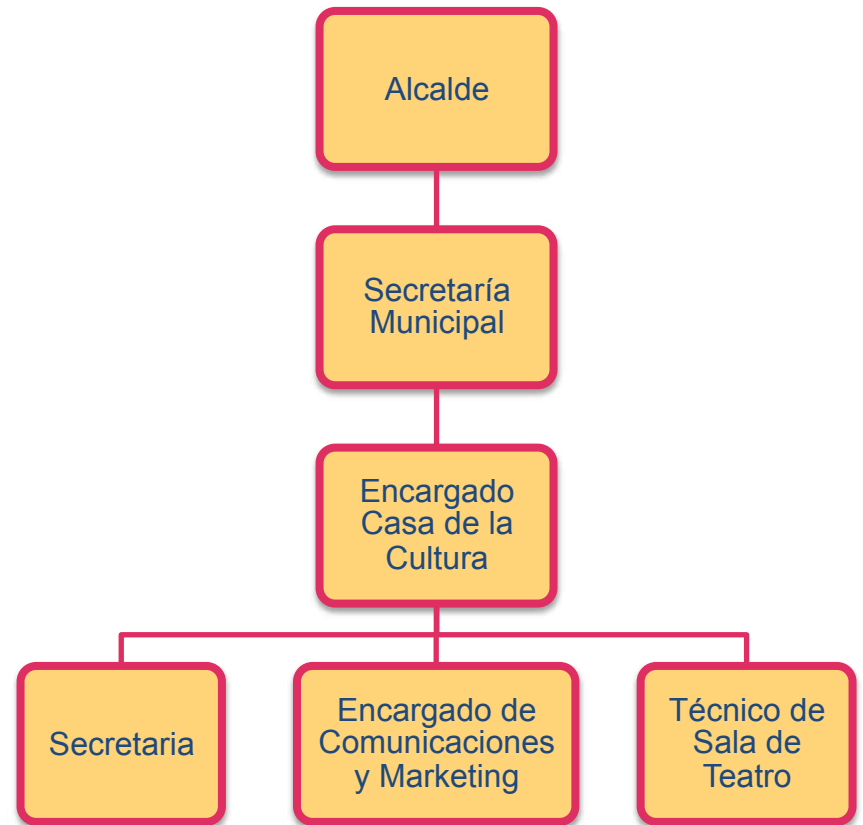 Alcalde
Secretaría
Municipal
Encargado
Casa de la
Cultura
Secretaria
Encargado de
Comunicaciones
y Marketing
Técnico de
Sala de
Teatro